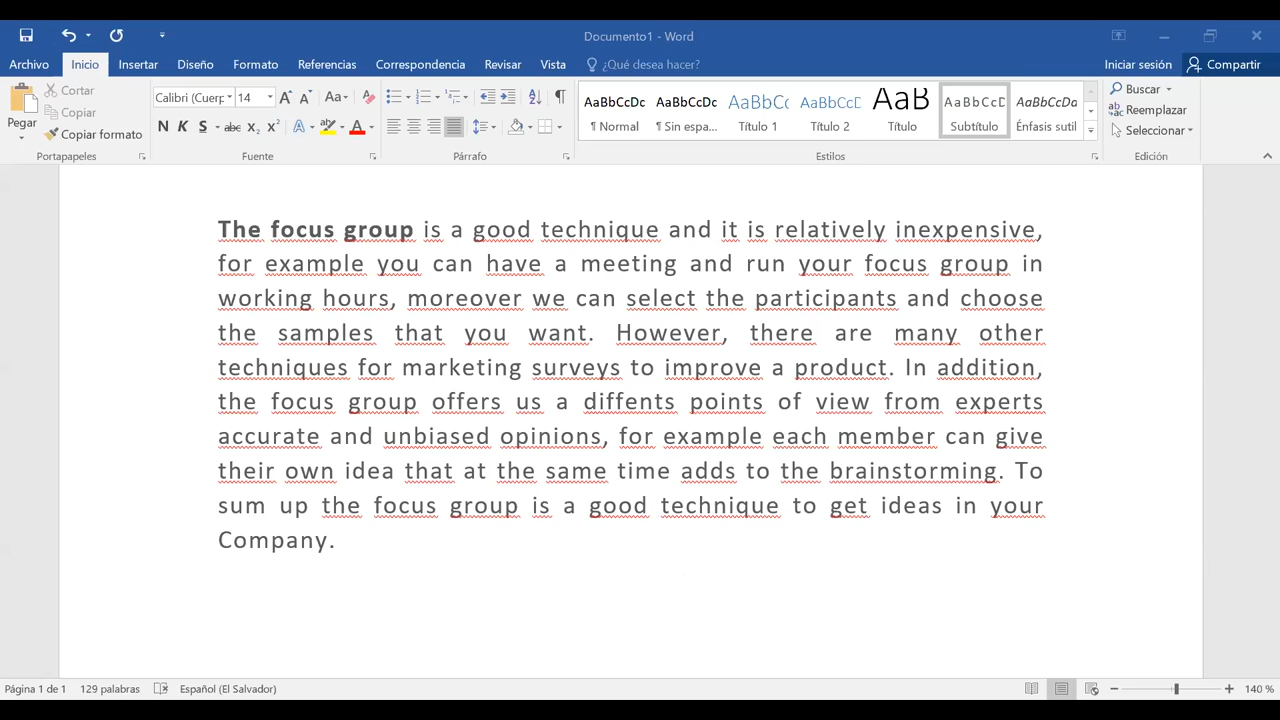 Documento1 - Word
Archivo Inicio Insertar Diseño Formato Referencias Correspondencia Revisar Vista ¿Qué desea hacer? Iniciar sesión Compartir
Pegar
Cortar
Copiar
Copiar formato
Portapapeles
Calibri (Cuerp 14
N K S abc x₂ x²
Fuente
Párrafo
AaBbCcDc AaBbCcDc AaBbCc AaBbCcD AaB AaBbCcD AaBbCcDa
¶ Normal ¶ Sin espa... Título 1 Título 2 Título Subtítulo Énfasis sutil
Estilos
Buscar
Reemplazar
Seleccionar
Edición
The focus group is a good technique and it is relatively inexpensive,
for example you can have a meeting and run your focus group in
working hours, moreover we can select the participants and choose
the samples that you want. However, there are many other
techniques for marketing surveys to improve a product. In addition,
the focus group offers us a diffents points of view from experts
accurate and unbiased opinions, for example each member can give
their own idea that at the same time adds to the brainstorming. To
sum up the focus group is a good technique to get ideas in your
Company.
Página 1 de 1 129 palabras Español (El Salvador) 140 %